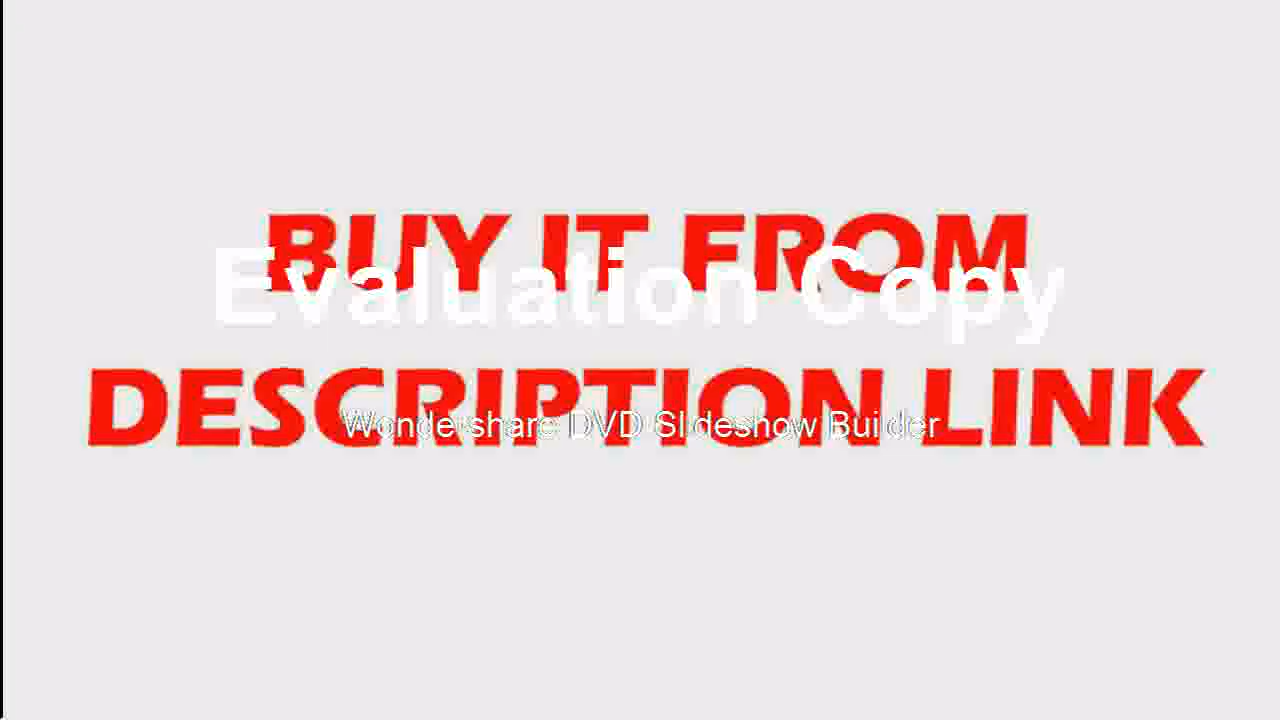 BUY IT FROM
Evaluation Copy
DESCRIPTION LINK
Wondershare DVD Slideshow Builder